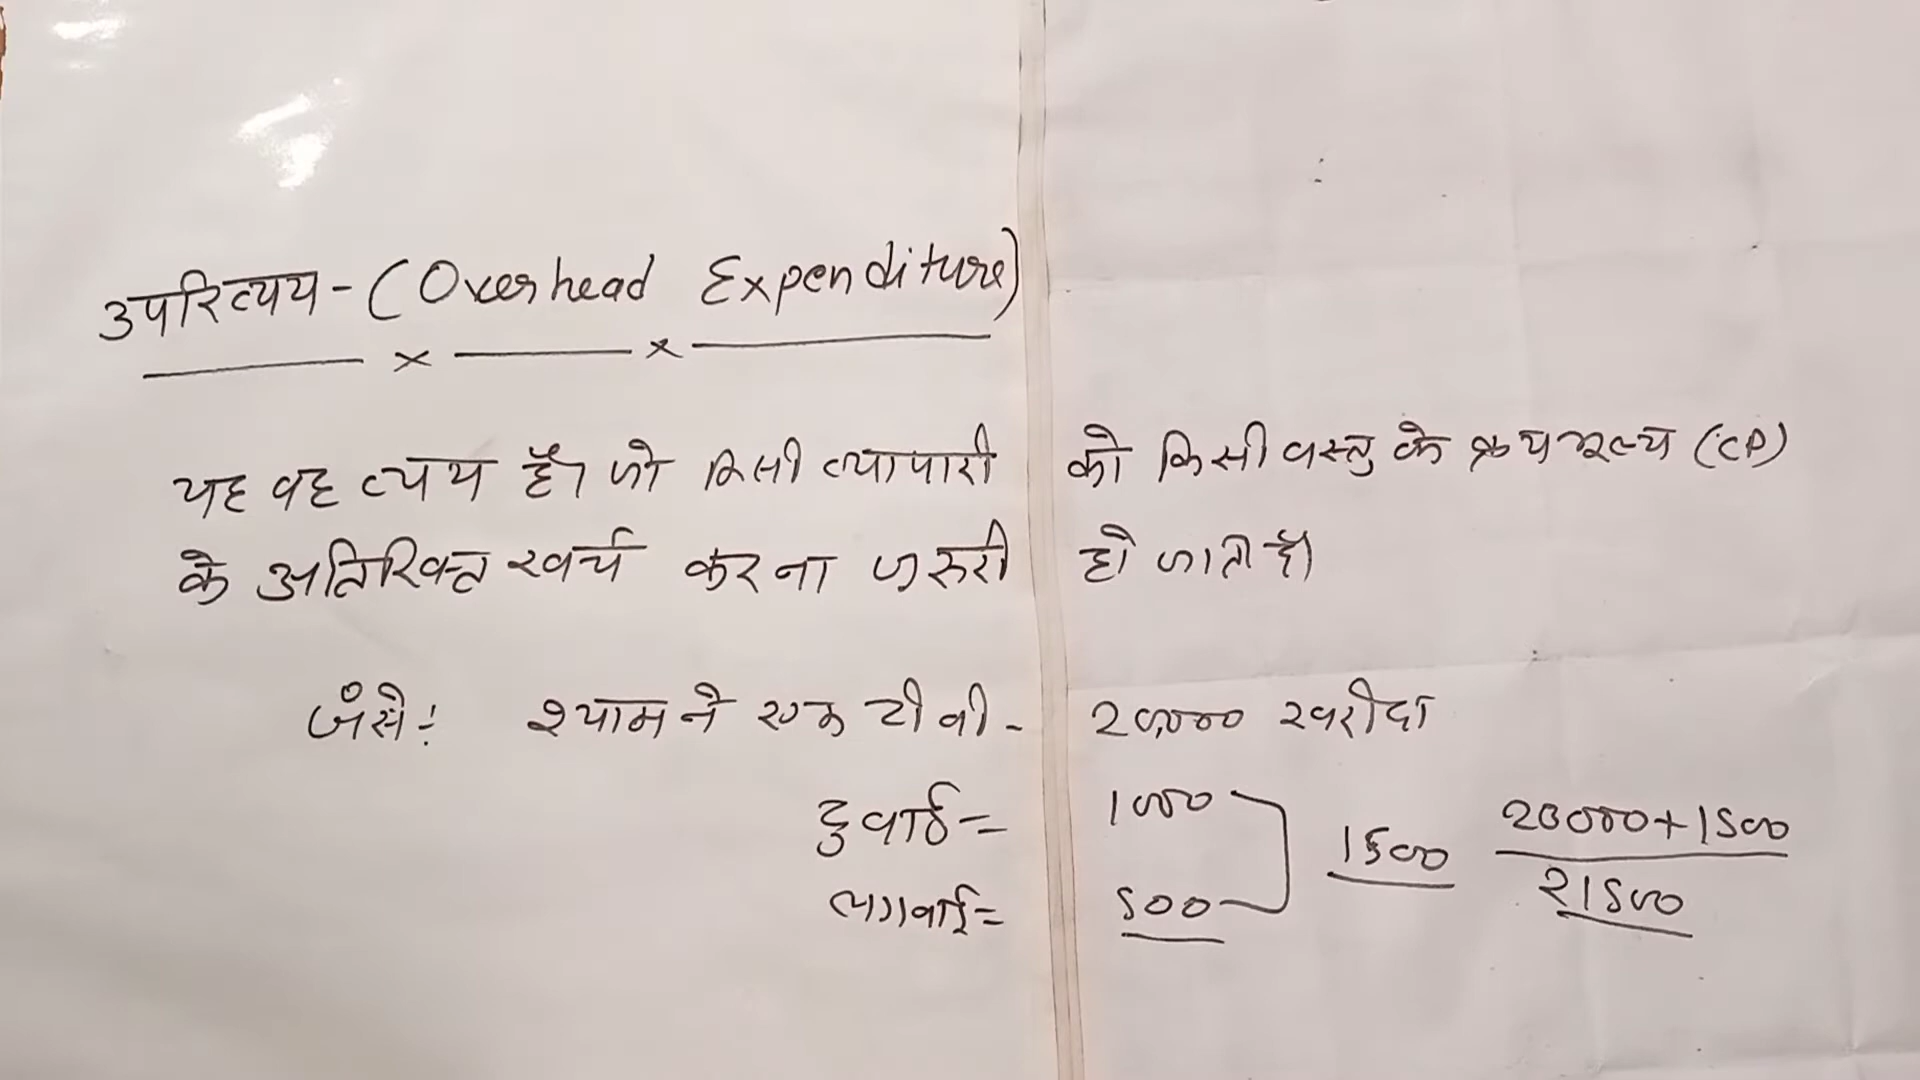 उपरिव्यय - (Overhead Expenditure)
यह वह व्यय है। जो किसी व्यापारी को किसी वस्तु के क्रयमूल्य (CP)
के अतिरिक्त खर्च करना जरुरी हो जाता है।
जैसे: श्याम ने एक टी वी - 20,000 खरीदा
ढुवाई = 1000
1500 20000+1500
लगवाई = 500
21500